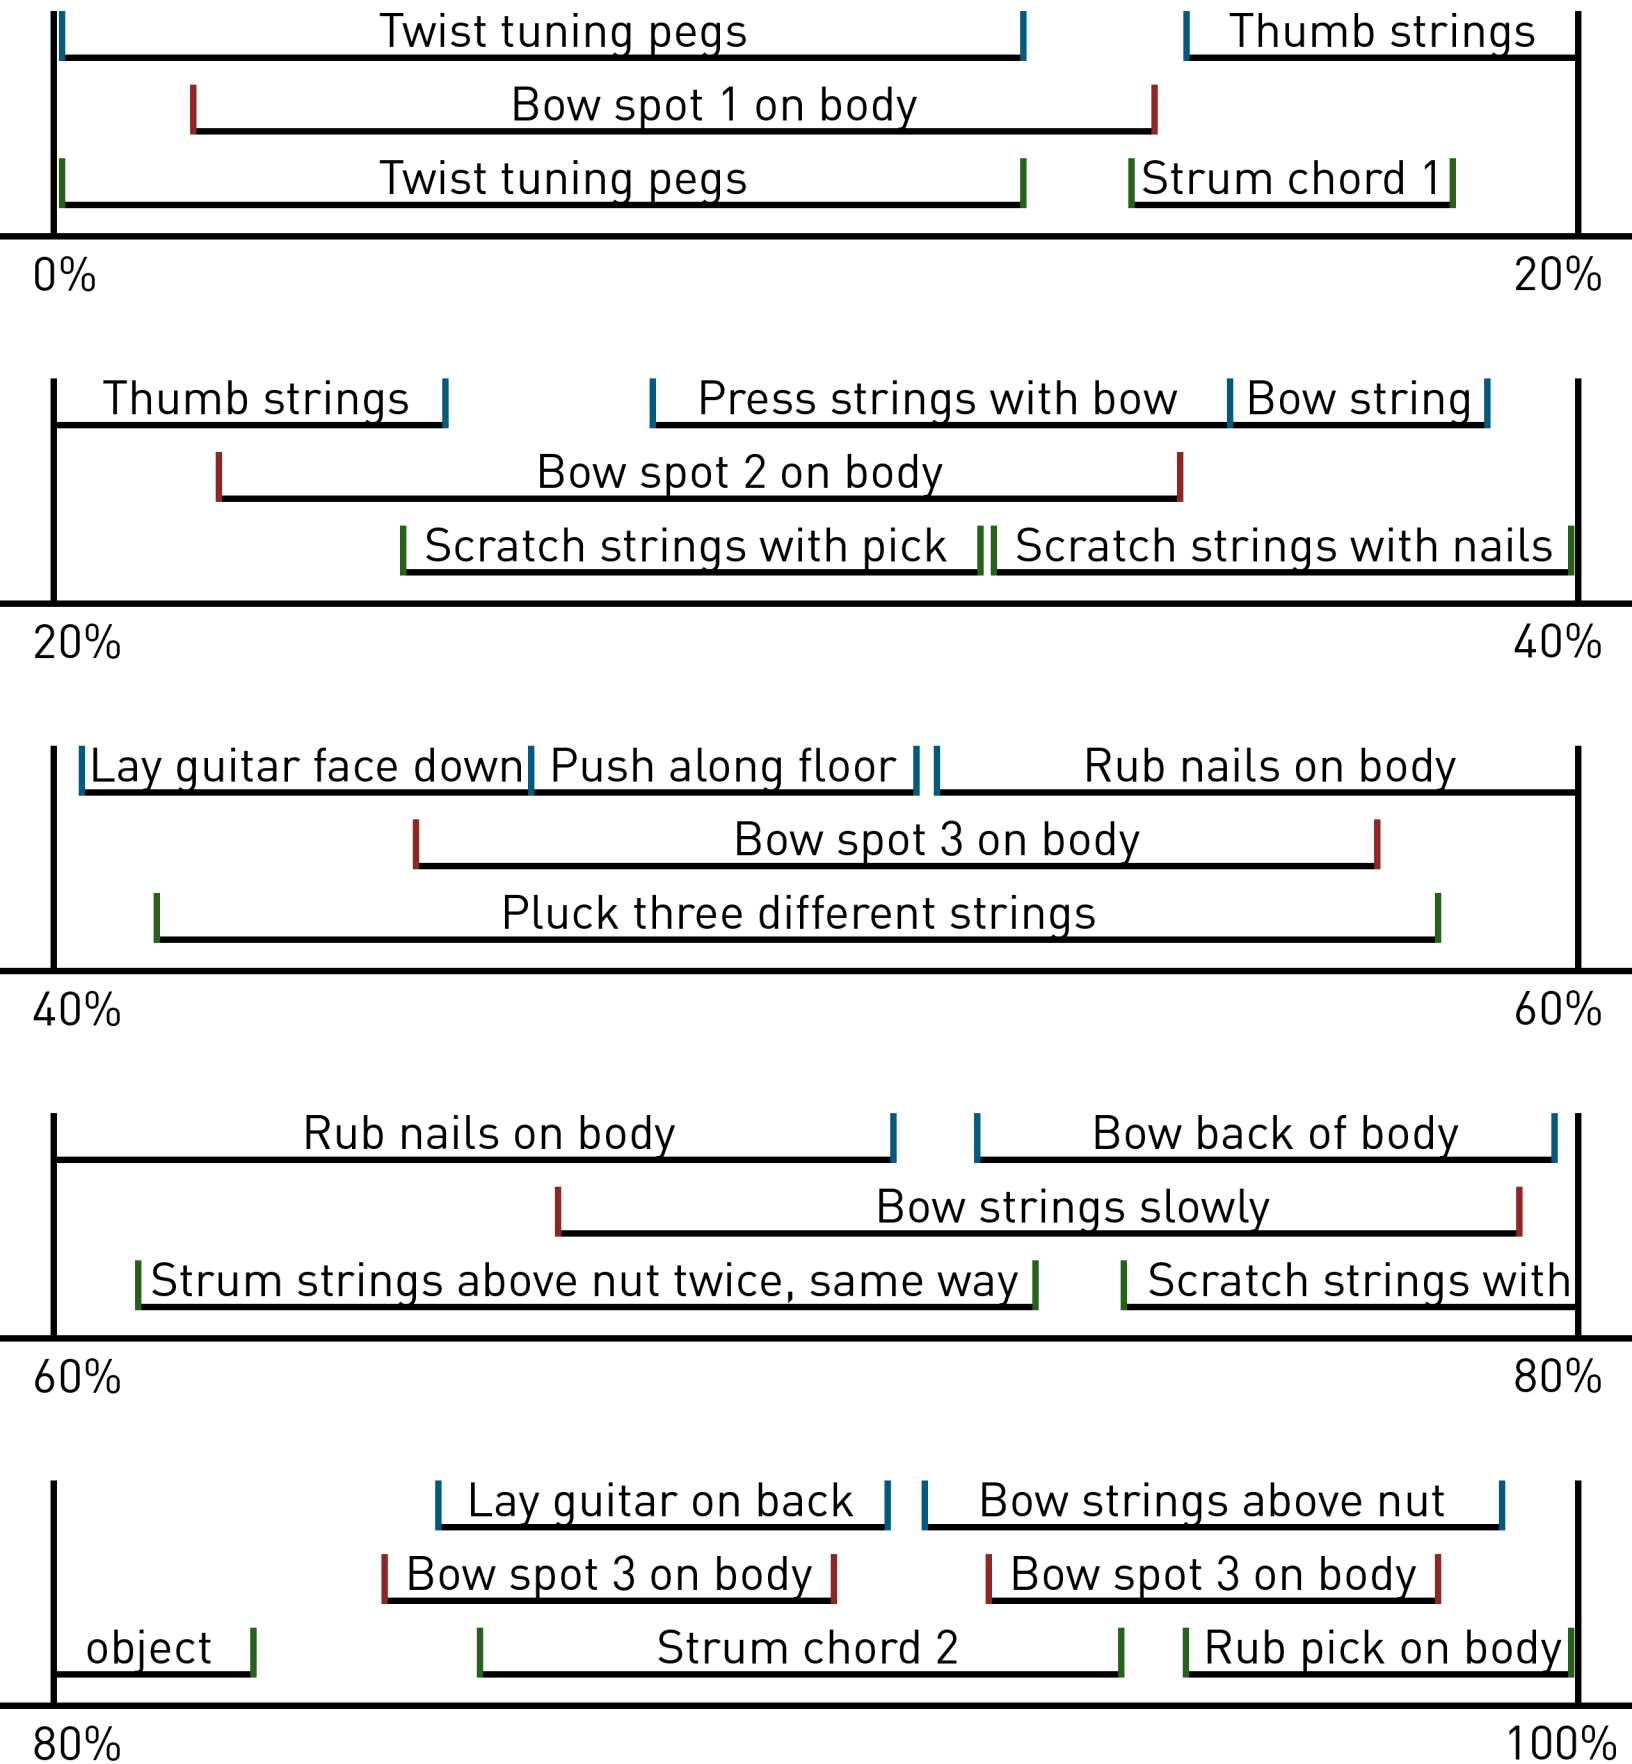 Twist tuning pegs Thumb strings
Bow spot 1 on body
Twist tuning pegs Strum chord 1
0% 20%
Thumb strings Press strings with bow Bow string
Bow spot 2 on body
Scratch strings with pick Scratch strings with nails
20% 40%
Lay guitar face down Push along floor Rub nails on body
Bow spot 3 on body
Pluck three different strings
40% 60%
Rub nails on body Bow back of body
Bow strings slowly
Strum strings above nut twice, same way Scratch strings with
60% 80%
Lay guitar on back Bow strings above nut
Bow spot 3 on body Bow spot 3 on body
object Strum chord 2 Rub pick on body
80% 100%